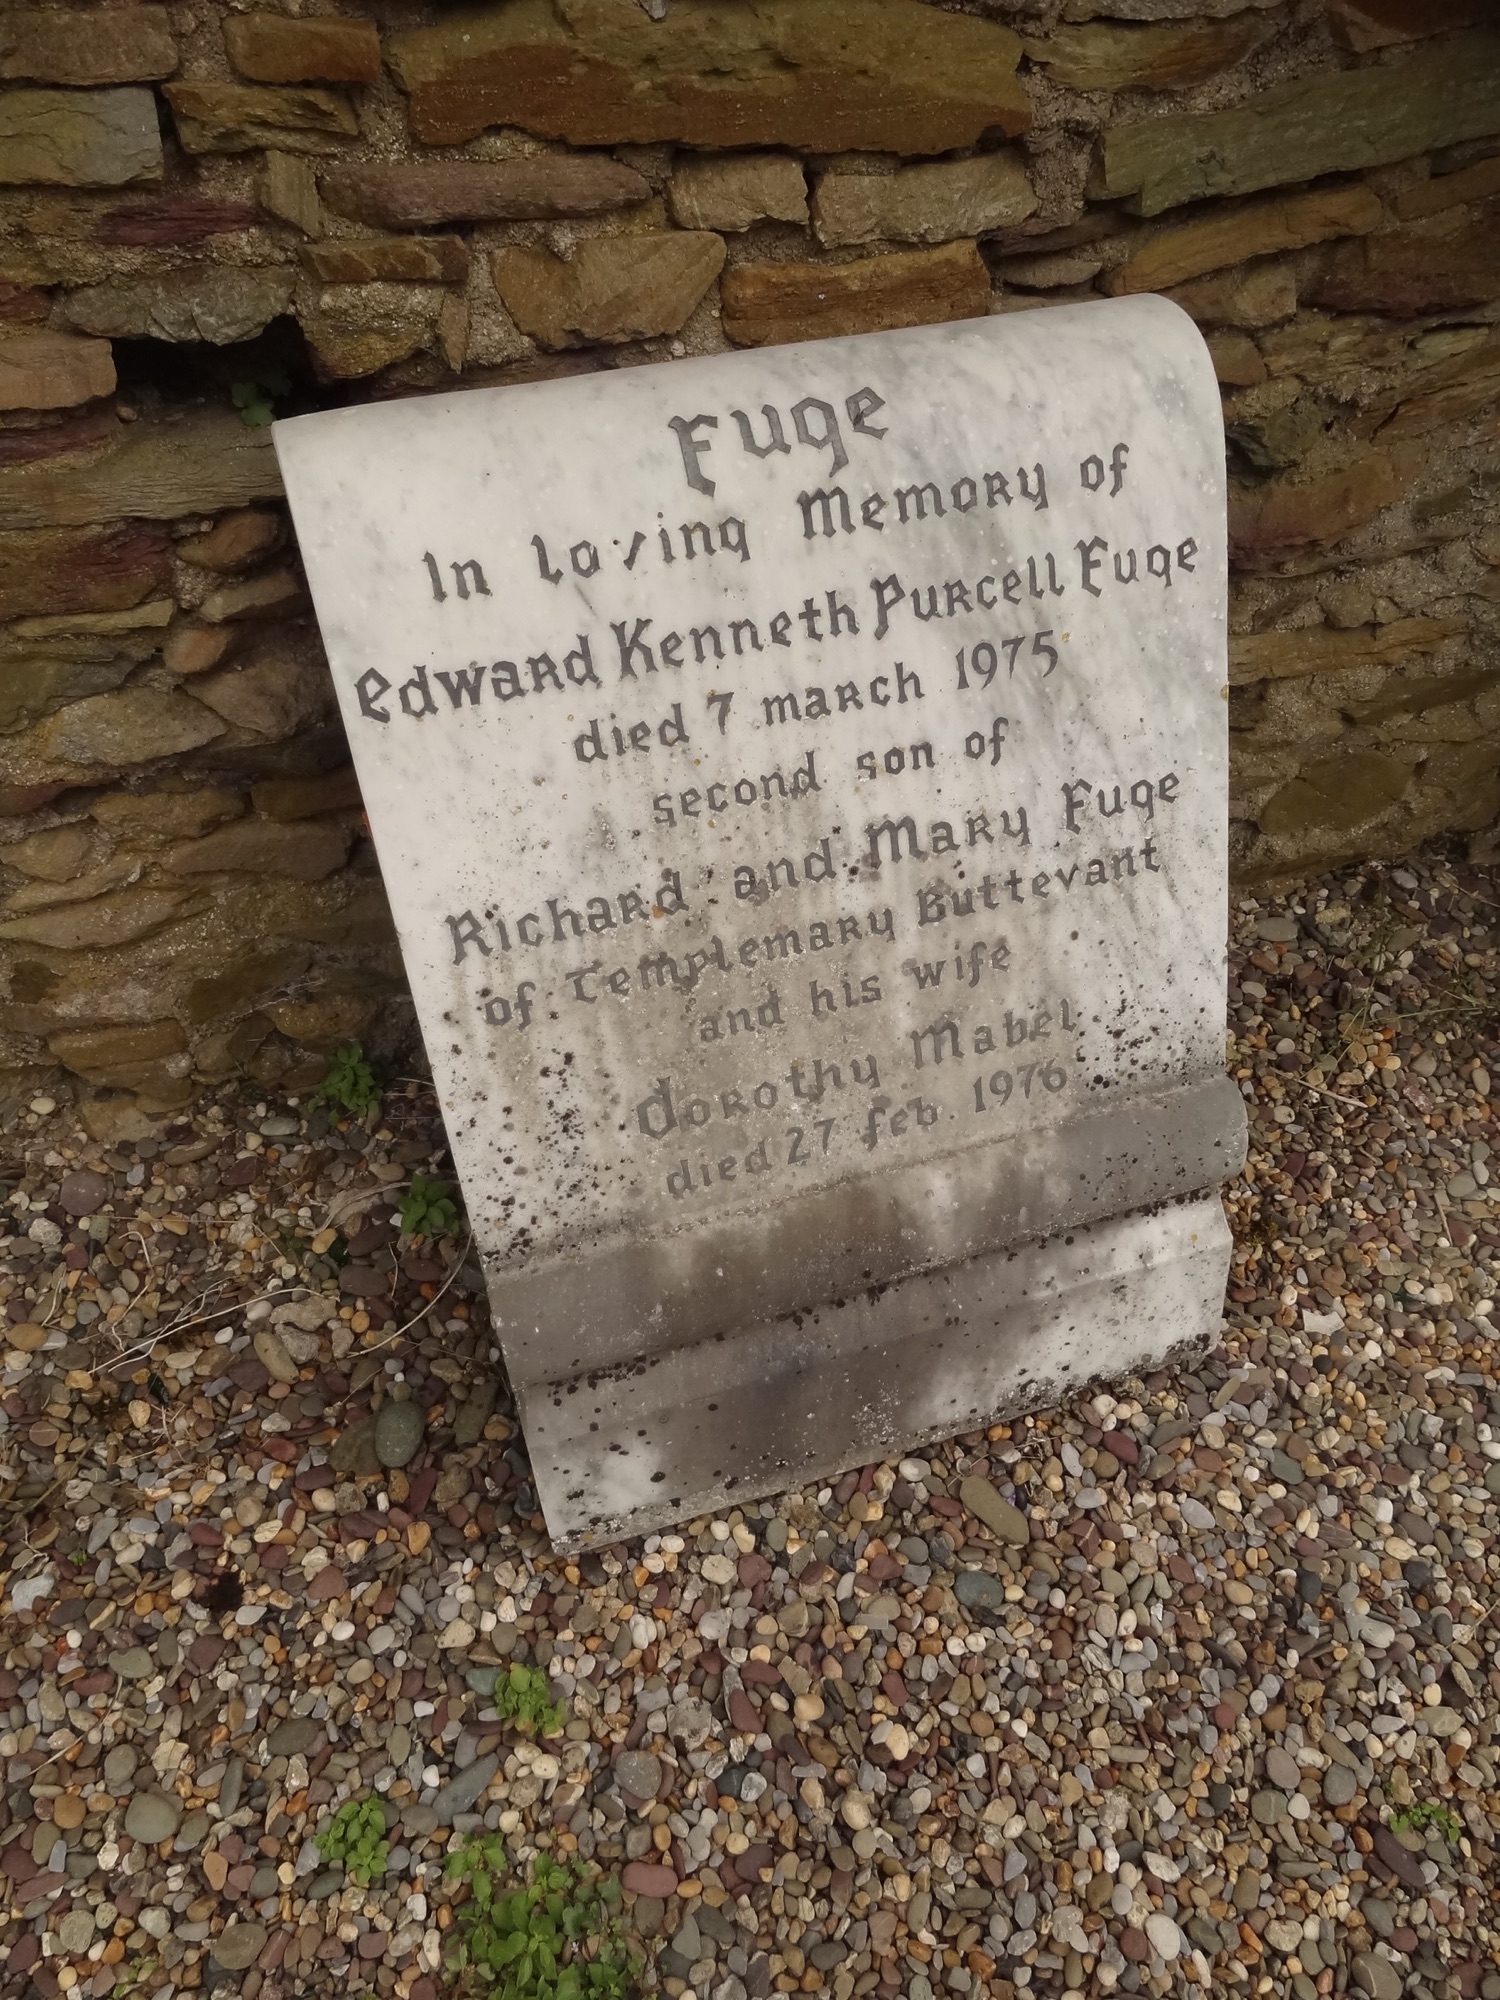 Fuge
In Loving Memory of
Edward Kenneth Purcell Fuge
died 7 march 1975
second son of
Richard and Mary Fuge
of Templemary Buttevant
and his wife
Dorothy Mabel
died 27 feb. 1976